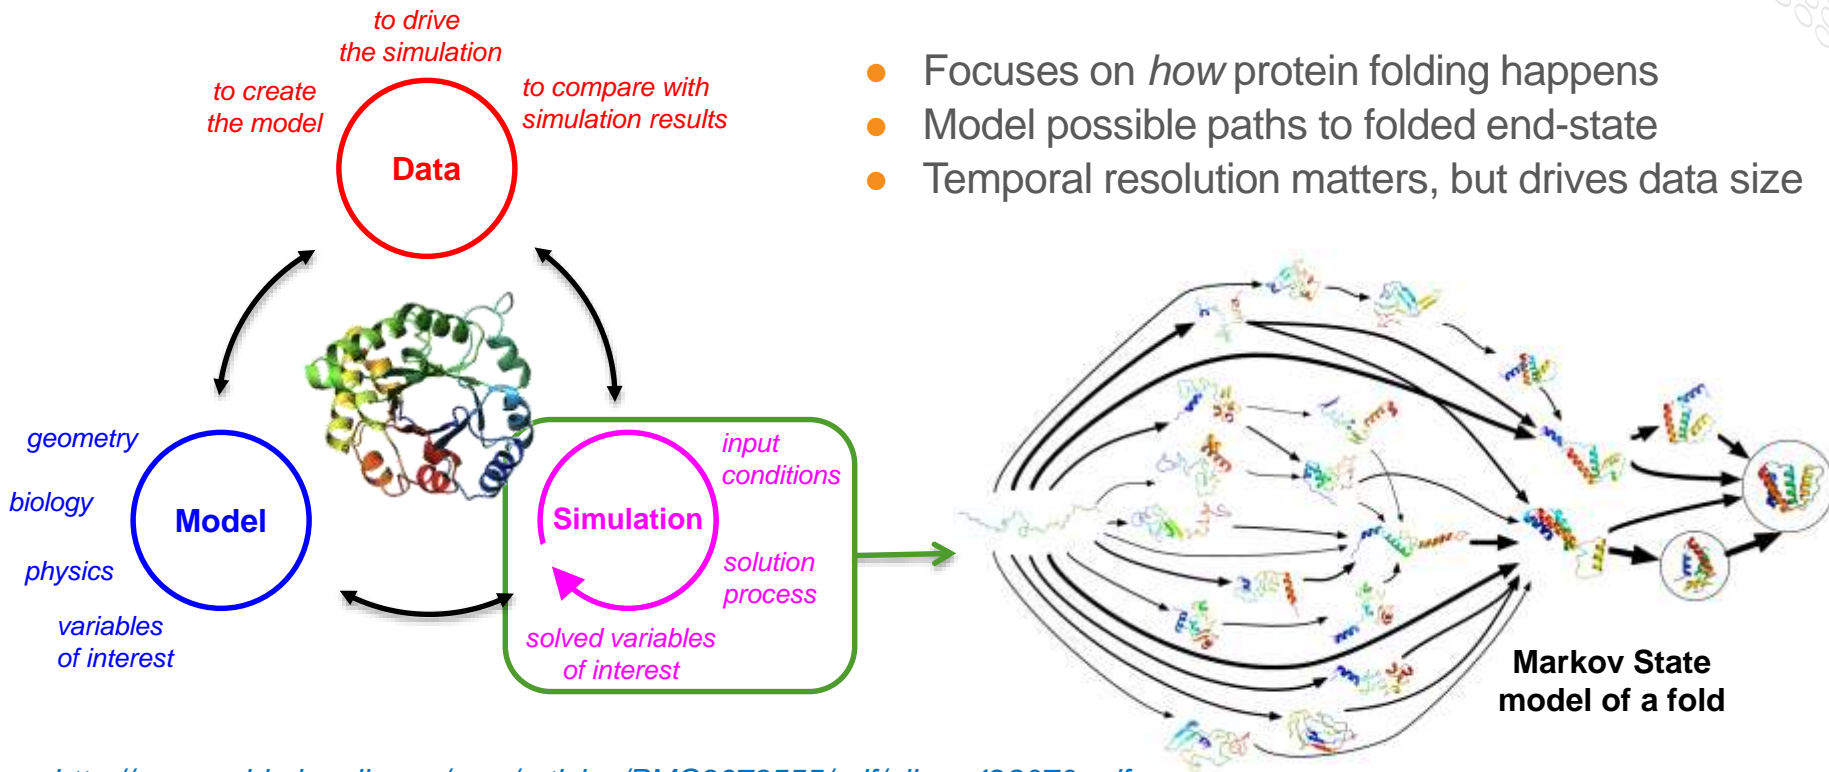 to drive
the simulation
to create
the model
to compare with
simulation results
Data
geometry
biology
physics
variables
of interest
Model
Simulation
input
conditions
solution
process
solved variables
of interest
● Focuses on how protein folding happens
● Model possible paths to folded end-state
● Temporal resolution matters, but drives data size
Markov State
model of a fold